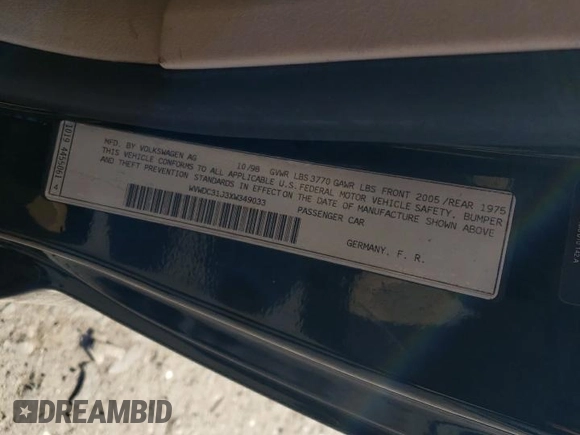 MFD. BY VOLKSWAGEN AG 10/98 GVWR LBS 3770 GAWR LBS FRONT 2005 /REAR 1975
THIS VEHICLE CONFORMS TO ALL APPLICABLE U.S. FEDERAL MOTOR VEHICLE SAFETY, BUMPER
AND THEFT PREVENTION STANDARDS IN EFFECT ON THE DATE OF MANUFACTURE SHOWN ABOVE
WVWDC31J3XW349033 PASSENGER CAR
GERMANY, F. R.
DREAMBID